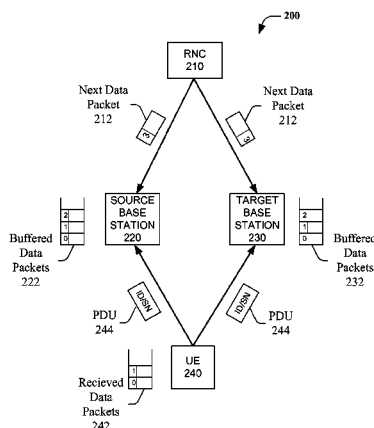 200
RNC
210
Next Data
Packet
212
Next Data
Packet
212
3
3
SOURCE
BASE
STATION
220
TARGET
BASE
STATION
230
2
1
0
2
1
0
Buffered
Data
Packets
222
Buffered
Data
Packets
232
ID/SN
ID/SN
PDU
244
PDU
244
UE
240
1
0
Recieved
Data
Packets
242